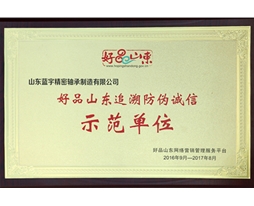 好品山东
山东蓝宇精密轴承制造有限公司
好品山东追溯防伪诚信
示范单位
好品山东网络营销管理服务平台
2016年9月—2017年8月